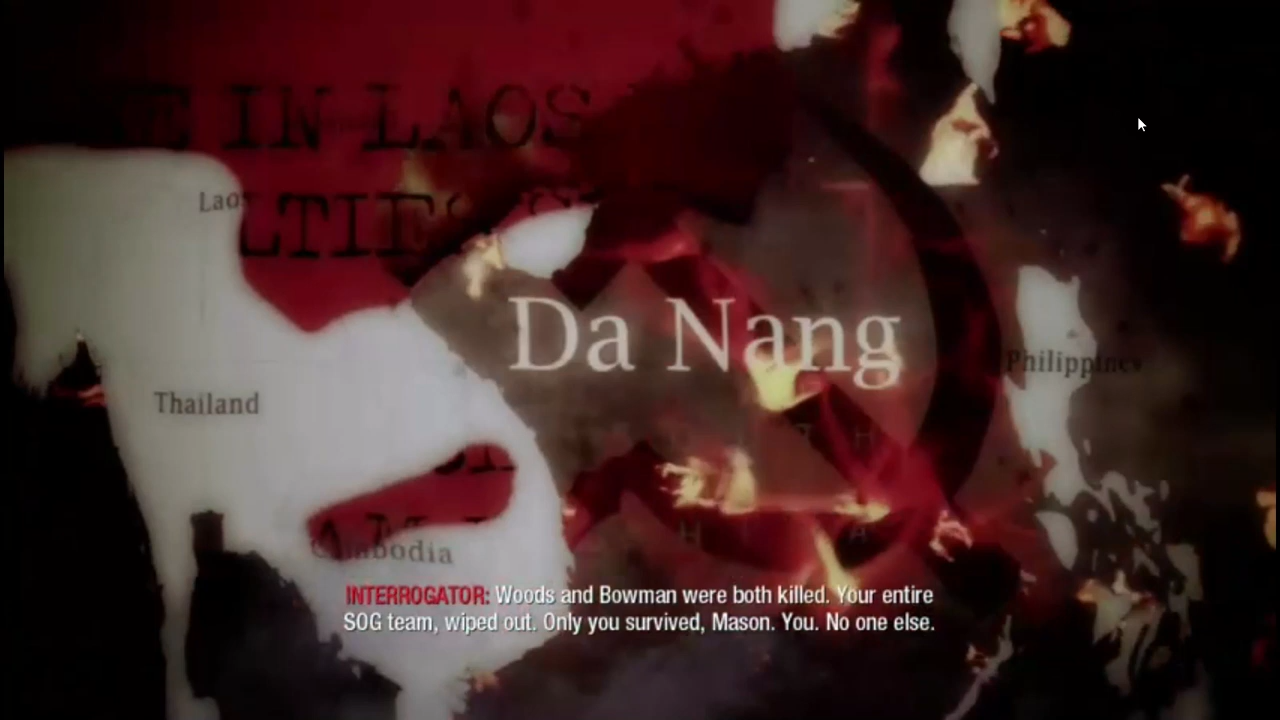 IN LAOS
Laos
LTIES
Da Nang
Philippines
Thailand
Cambodia
INTERROGATOR: Woods and Bowman were both killed. Your entire
SOG team, wiped out. Only you survived, Mason. You. No one else.